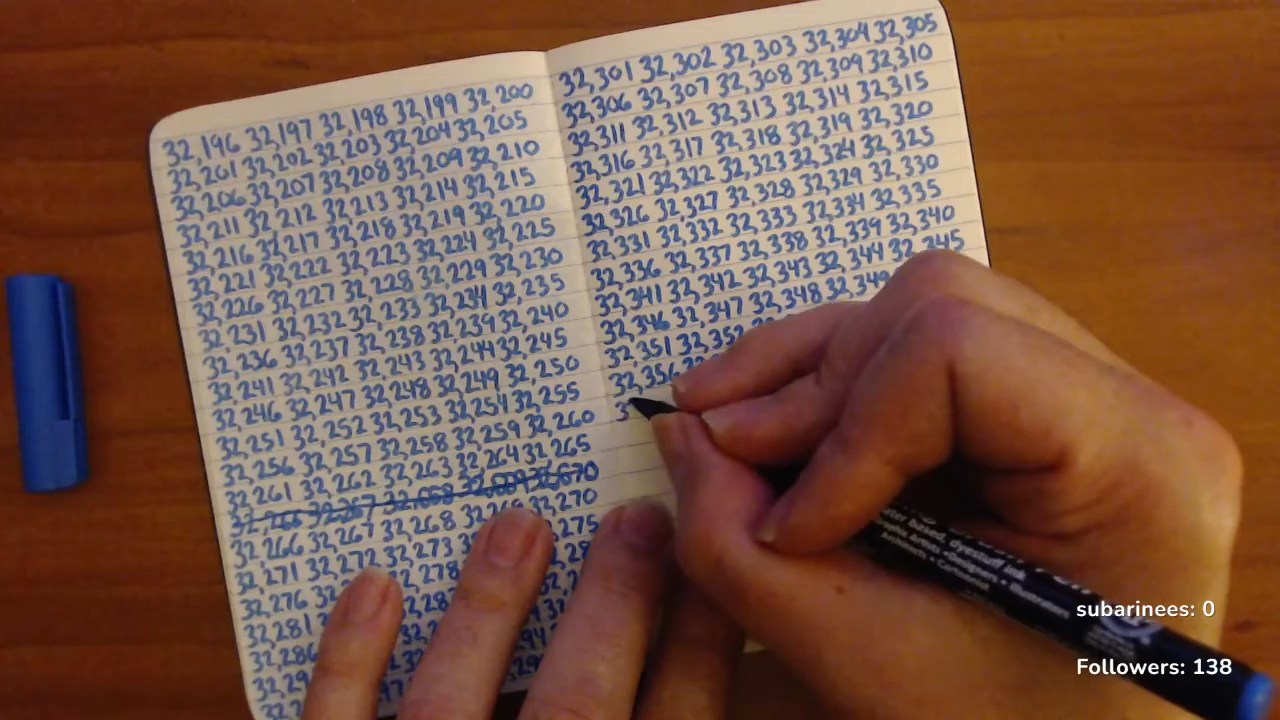 32,196 32,197 32,198 32,199 32,200
32,201 32,202 32,203 32,204 32,205
32,206 32,207 32,208 32,209 32,210
32,211 32,212 32,213 32,214 32,215
32,216 32,217 32,218 32,219 32,220
32,221 32,222 32,223 32,224 32,225
32,226 32,227 32,228 32,229 32,230
32,231 32,232 32,233 32,234 32,235
32,236 32,237 32,238 32,239 32,240
32,241 32,242 32,243 32,244 32,245
32,246 32,247 32,248 32,249 32,250
32,251 32,252 32,253 32,254 32,255
32,256 32,257 32,258 32,259 32,260
32,261 32,262 32,263 32,264 32,265
32,266 32,267 32,268 32,270
32,271 32,272 32,273 275
32,276 278
32,281
32,286
32,301 32,302 32,303 32,304 32,305
32,306 32,307 32,308 32,309 32,310
32,311 32,312 32,313 32,314 32,315
32,316 32,317 32,318 32,319 32,320
32,321 32,322 32,323 32,324 32,325
32,326 32,327 32,328 32,329 32,330
32,331 32,332 32,333 32,334 32,335
32,336 32,337 32,338 32,339 32,340
32,341 32,342 32,343 32,344 32,345
32,346 32,347 32,348 32,349
32,351 32,352
32,356
water based, dyestuff ink
Graphic Artists • Designers • Illustrators
Architects • Cartoonist
subarinees: 0
Followers: 138